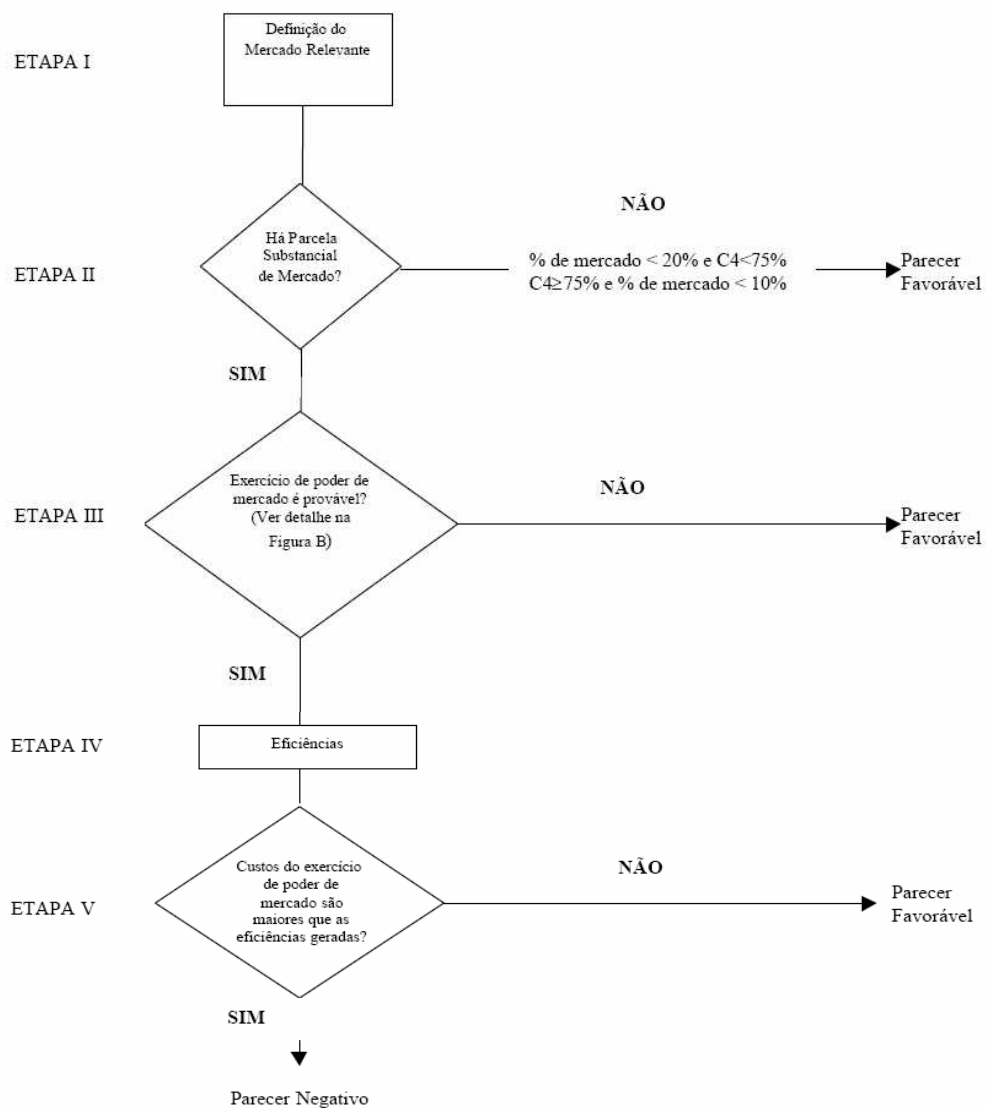 ETAPA I
Definição do
Mercado Relevante
ETAPA II
Há Parcela
Substancial
de Mercado?
NÃO
% de mercado < 20% e C4<75%
C4≥75% e % de mercado < 10%
Parecer
Favorável
SIM
ETAPA III
Exercício de poder de
mercado é provável?
(Ver detalhe na
Figura B)
NÃO
Parecer
Favorável
SIM
ETAPA IV
Eficiências
ETAPA V
Custos do exercício
de poder de
mercado são
maiores que as
eficiências geradas?
NÃO
Parecer
Favorável
SIM
Parecer Negativo